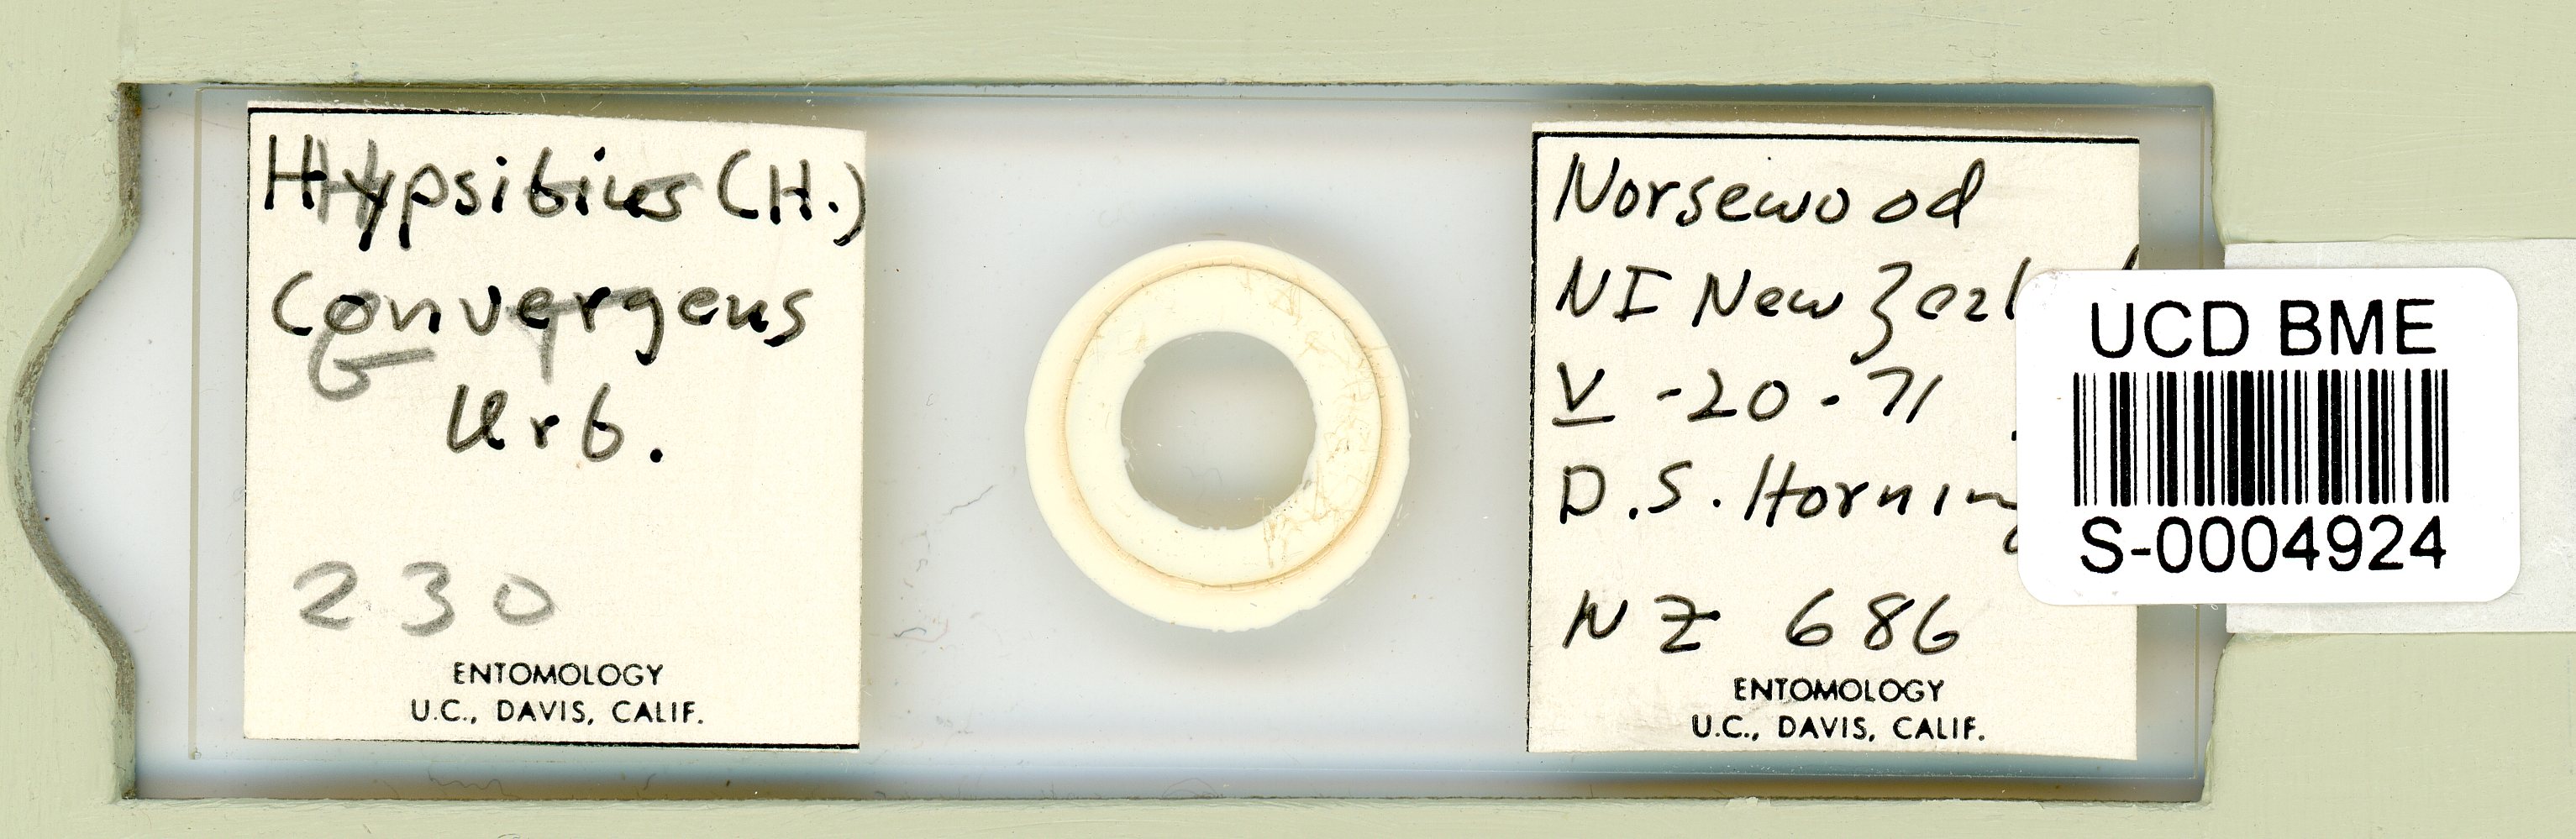 Hypsibius (H.)
convergens
Urb.
230
ENTOMOLOGY
U.C., DAVIS, CALIF.
Norsewood
NI New Zeal
V -20-71
D.S. Horning
NZ 686
ENTOMOLOGY
U.C., DAVIS, CALIF.
UCD BME
S-0004924